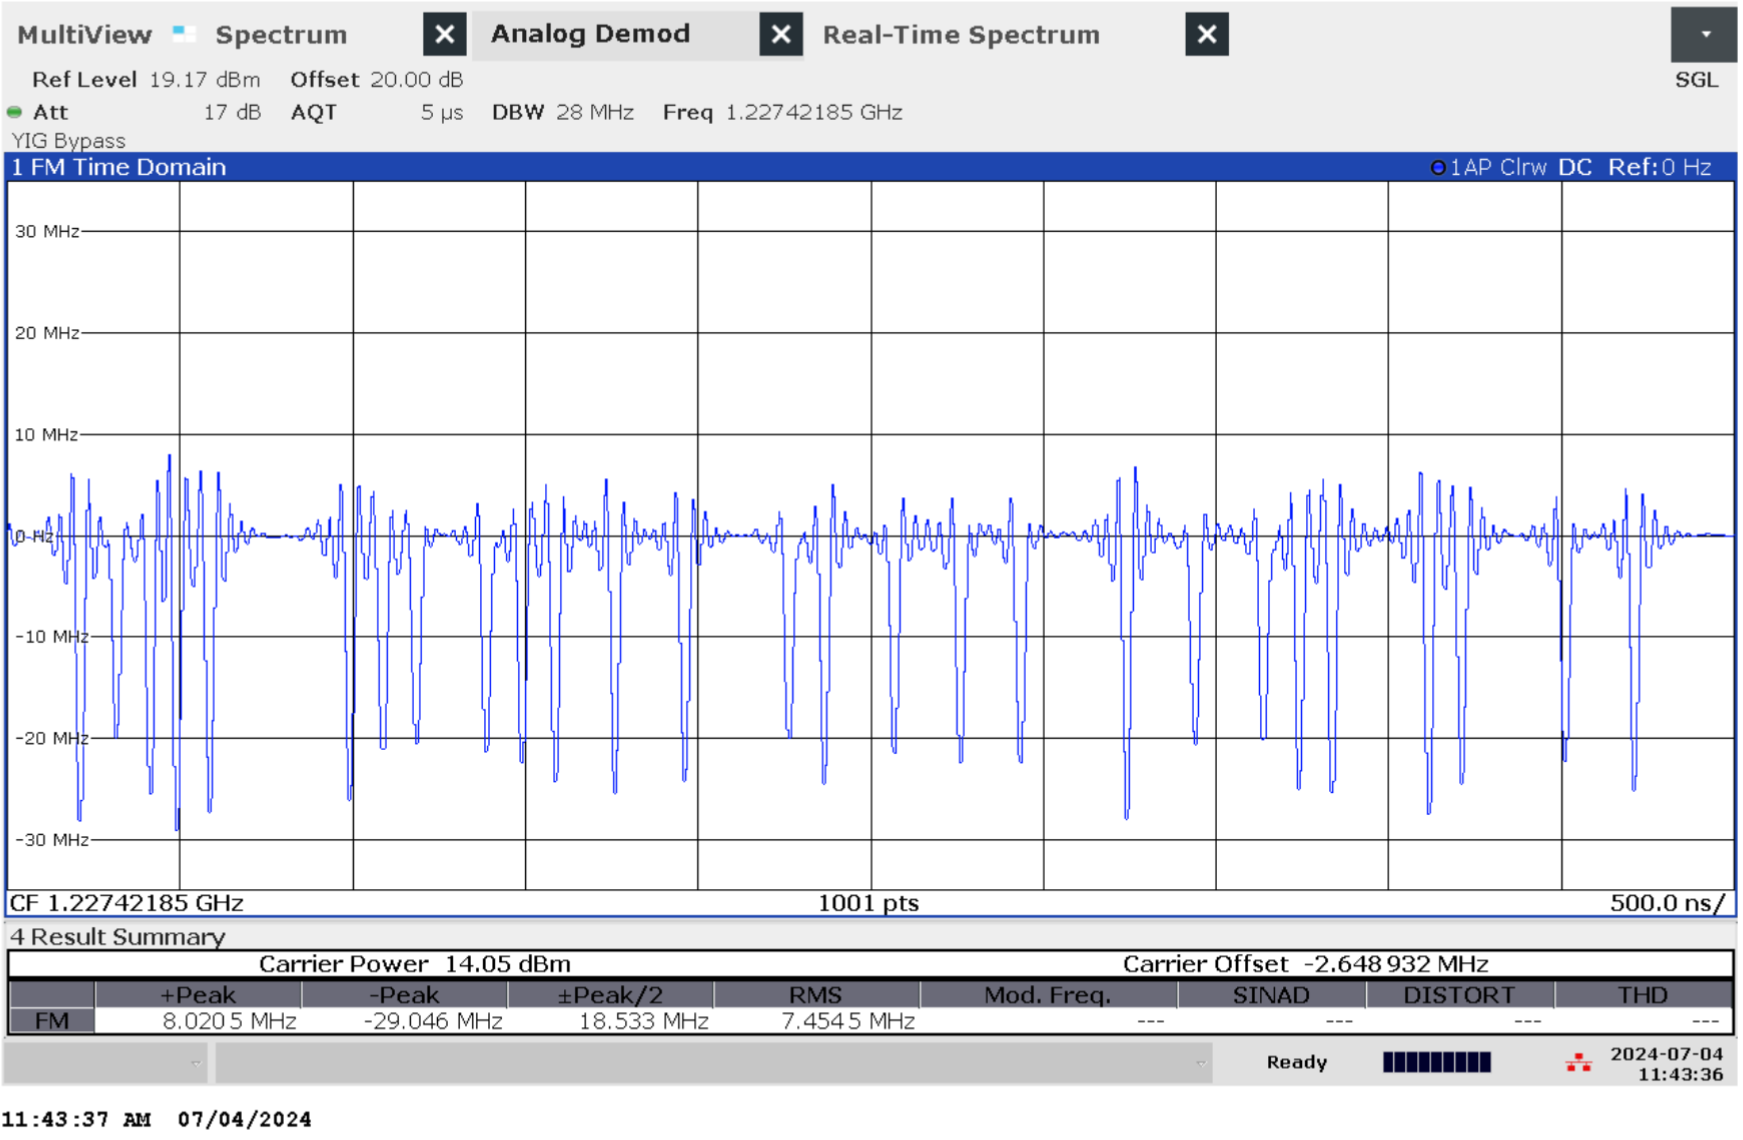 MultiView Spectrum Analog Demod Real-Time Spectrum
Ref Level 19.17 dBm Offset 20.00 dB SGL
Att 17 dB AQT 5 µs DBW 28 MHz Freq 1.22742185 GHz
YIG Bypass
1 FM Time Domain 1AP Clrw DC Ref:0 Hz
30 MHz
20 MHz
10 MHz
0 Hz
-10 MHz
-20 MHz
-30 MHz
CF 1.22742185 GHz 1001 pts 500.0 ns/
4 Result Summary
Carrier Power 14.05 dBm Carrier Offset -2.648 932 MHz
+Peak -Peak ±Peak/2 RMS Mod. Freq. SINAD DISTORT THD
FM 8.020 5 MHz -29.046 MHz 18.533 MHz 7.454 5 MHz --- --- --- ---
Ready 2024-07-04
11:43:36
11:43:37 AM 07/04/2024